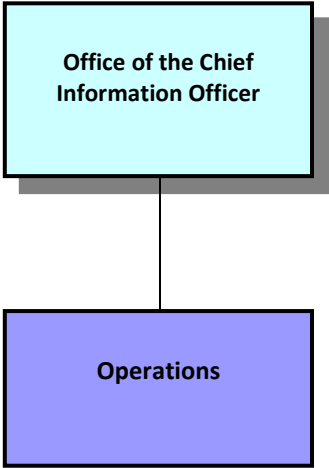 Office of the Chief
Information Officer
Operations